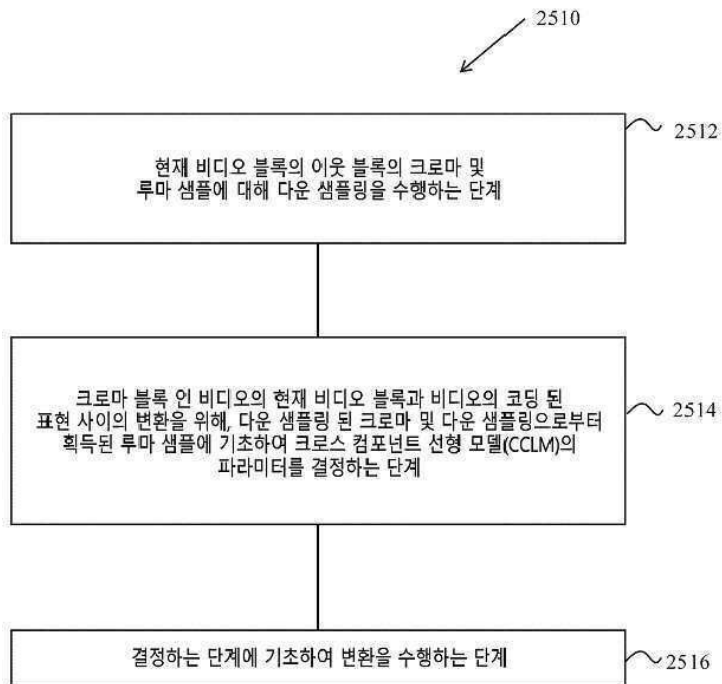 2510
2512
현재 비디오 블록의 이웃 블록의 크로마 및
루마 샘플에 대해 다운 샘플링을 수행하는 단계
크로마 블록 인 비디오의 현재 비디오 블록과 비디오의 코딩 된
표현 사이의 변환을 위해, 다운 샘플링 된 크로마 및 다운 샘플링으로부터
획득된 루마 샘플에 기초하여 크로스 컴포넌트 선형 모델(CCLM)의
파라미터를 결정하는 단계
2514
결정하는 단계에 기초하여 변환을 수행하는 단계
2516